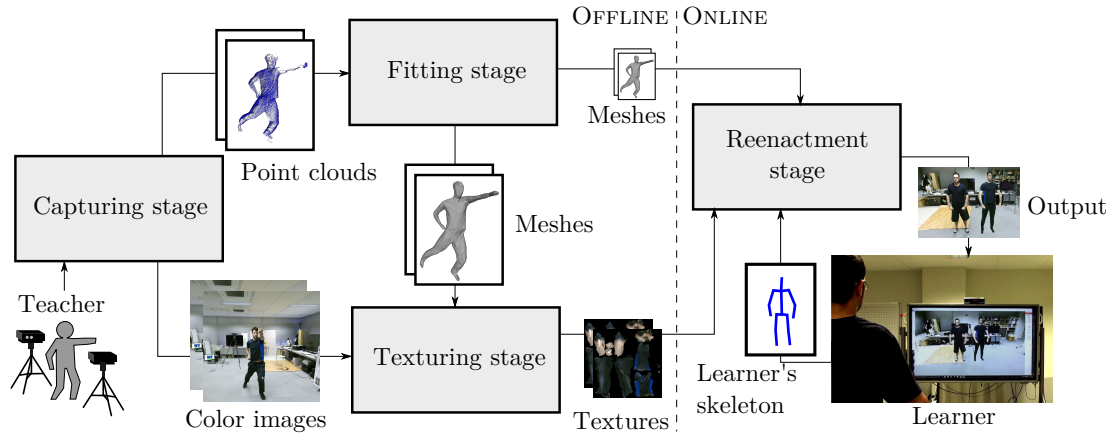 OFFLINE
ONLINE
Fitting stage
Meshes
Point clouds
Reenactment
stage
Capturing stage
Meshes
Output
Teacher
Texturing stage
Color images
Textures
Learner's
skeleton
Learner